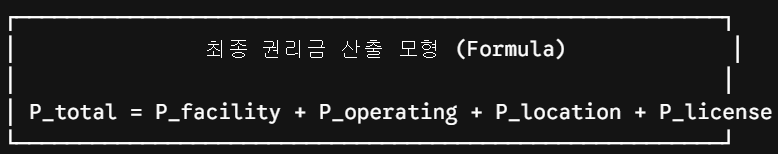 최종 권리금 산출 모형 (Formula)
P_total = P_facility + P_operating + P_location + P_license